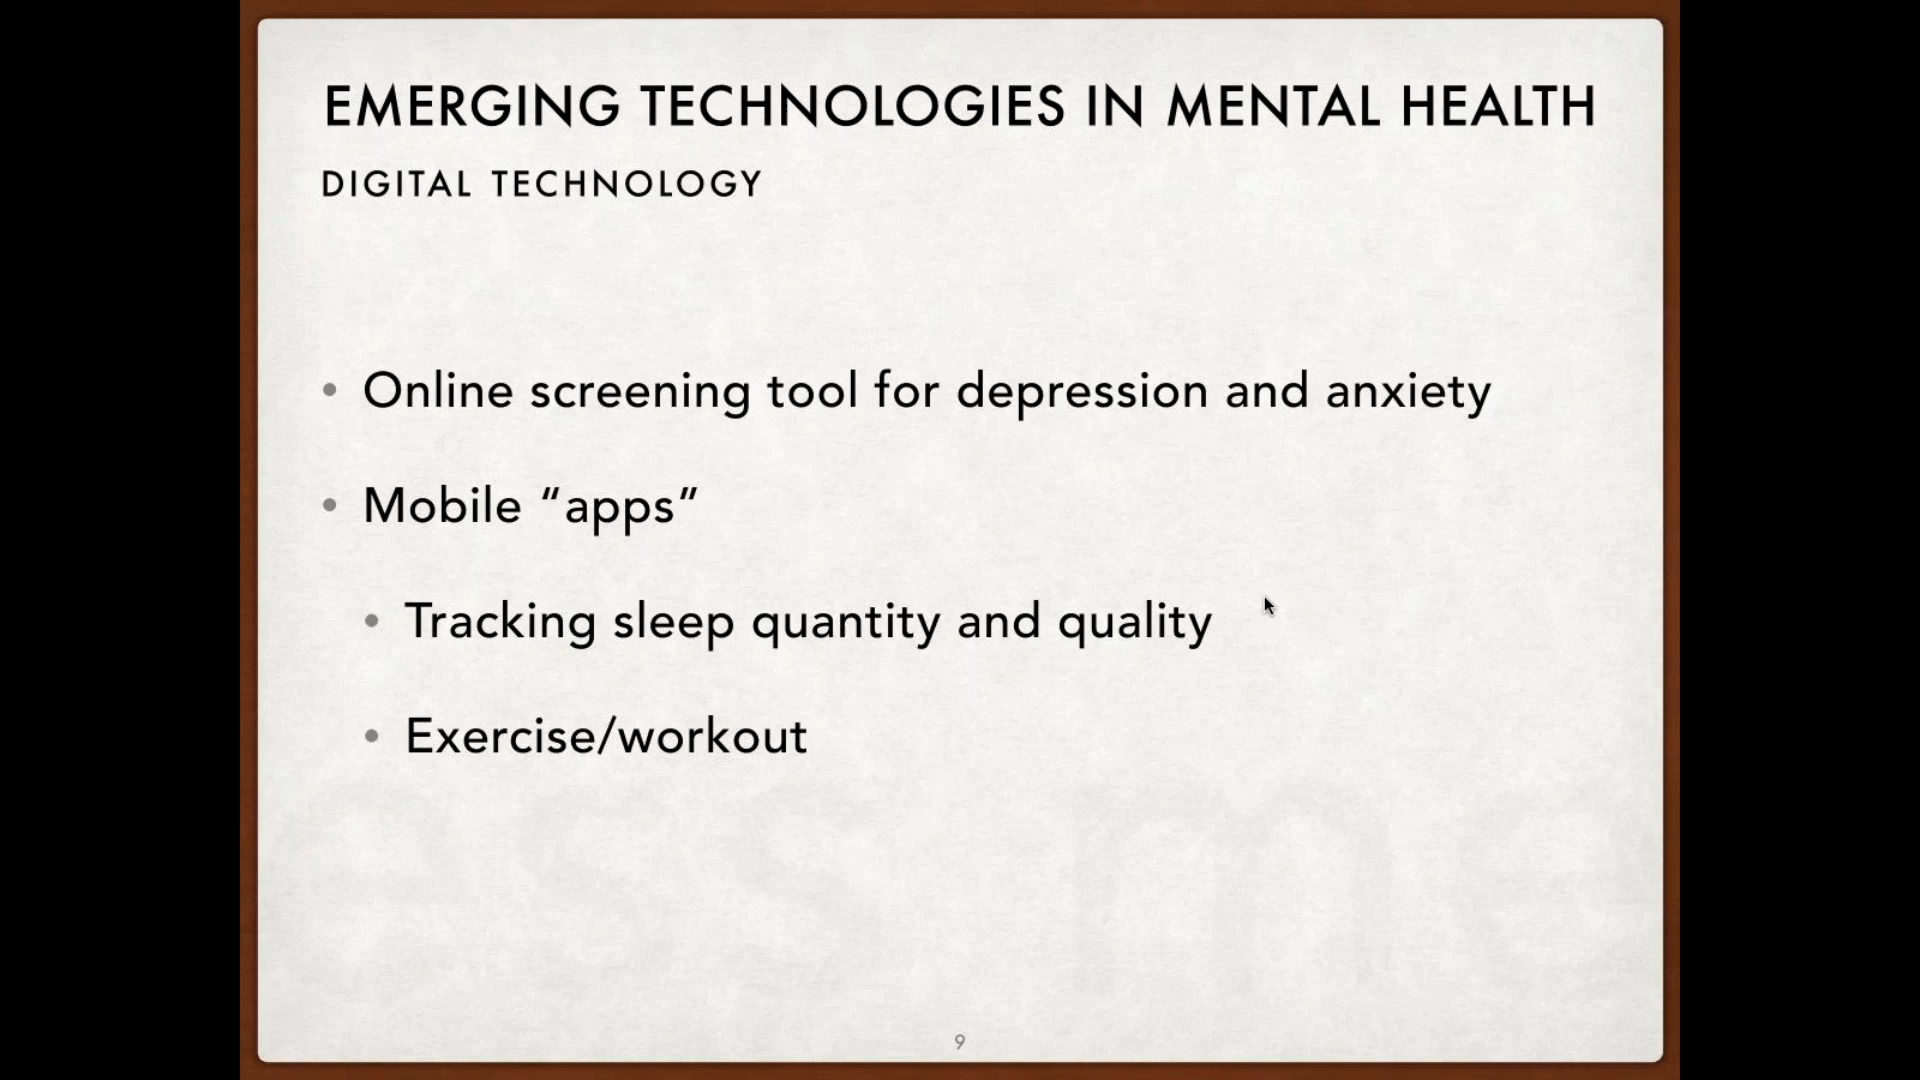 EMERGING TECHNOLOGIES IN MENTAL HEALTH
DIGITAL TECHNOLOGY
• Online screening tool for depression and anxiety
• Mobile “apps”
• Tracking sleep quantity and quality
• Exercise/workout
9